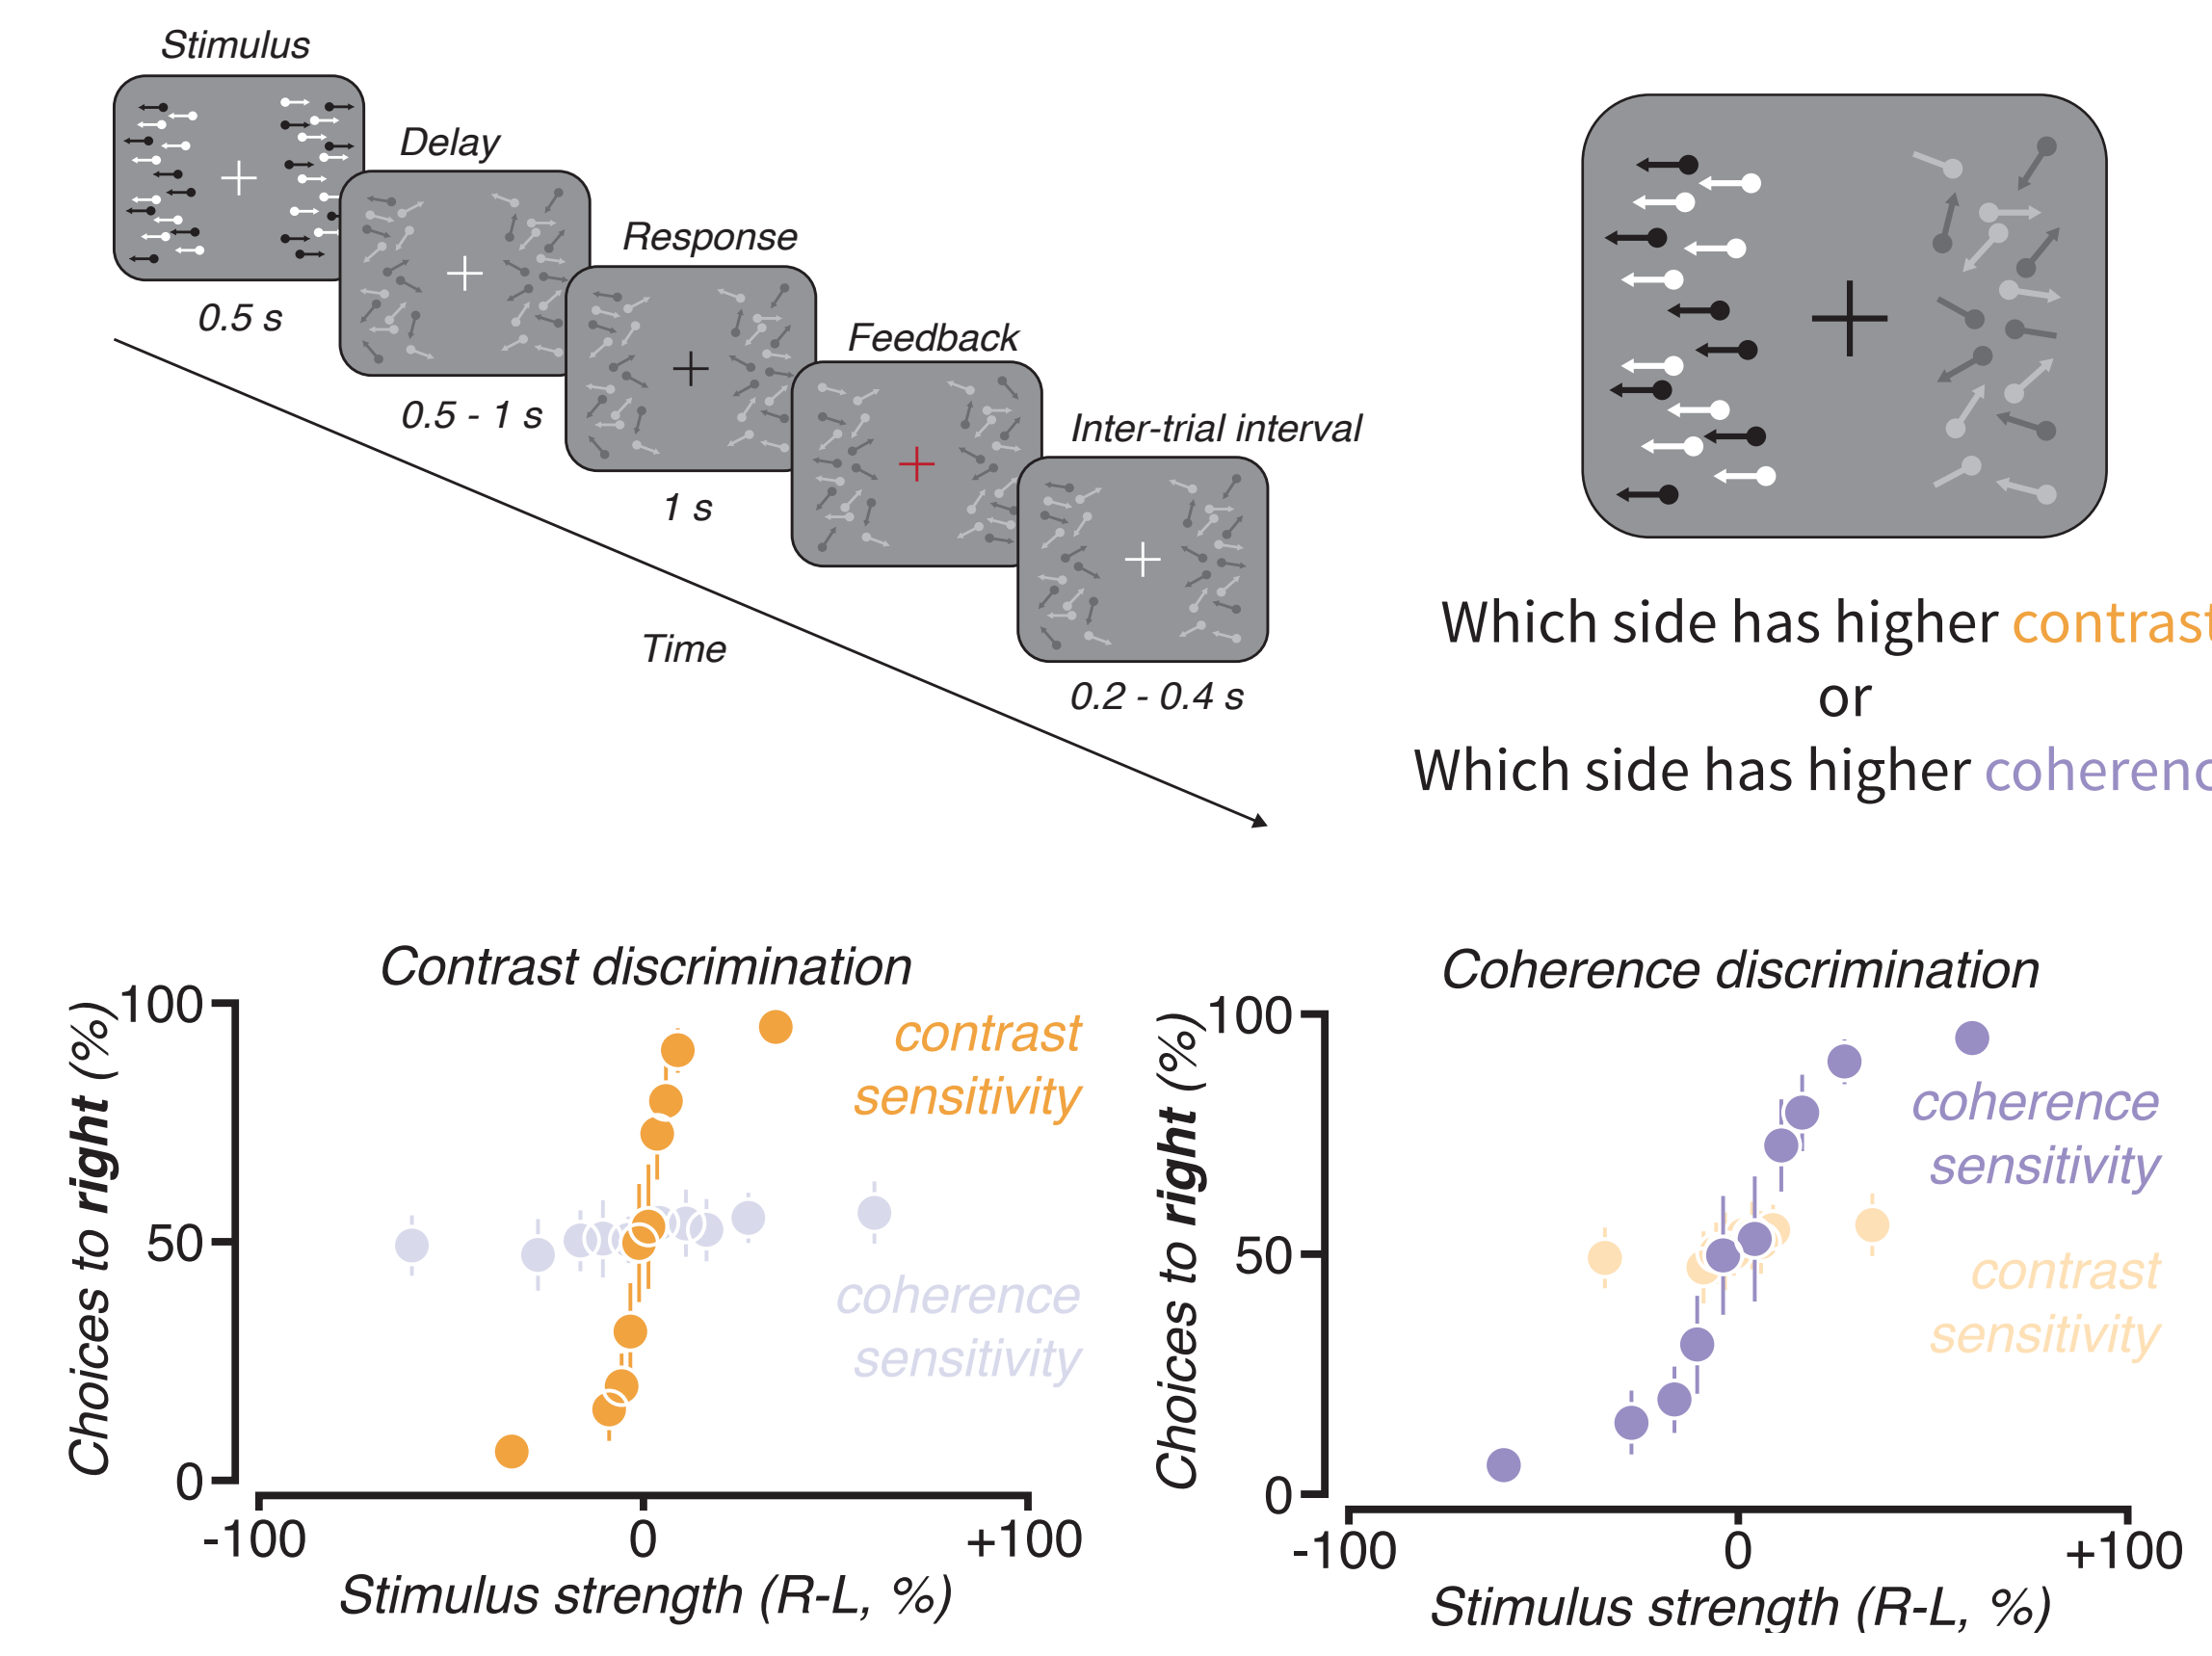 Stimulus
0.5 s
Delay
0.5 - 1 s
Response
1 s
Feedback
Inter-trial interval
0.2 - 0.4 s
Time
Which side has higher contrast
or
Which side has higher coherenc
Contrast discrimination
Choices to right (%)
100
50
0
contrast
sensitivity
coherence
sensitivity
-100
0
+100
Stimulus strength (R-L, %)
Coherence discrimination
Choices to right (%)
100
50
0
coherence
sensitivity
contrast
sensitivity
-100
0
+100
Stimulus strength (R-L, %)